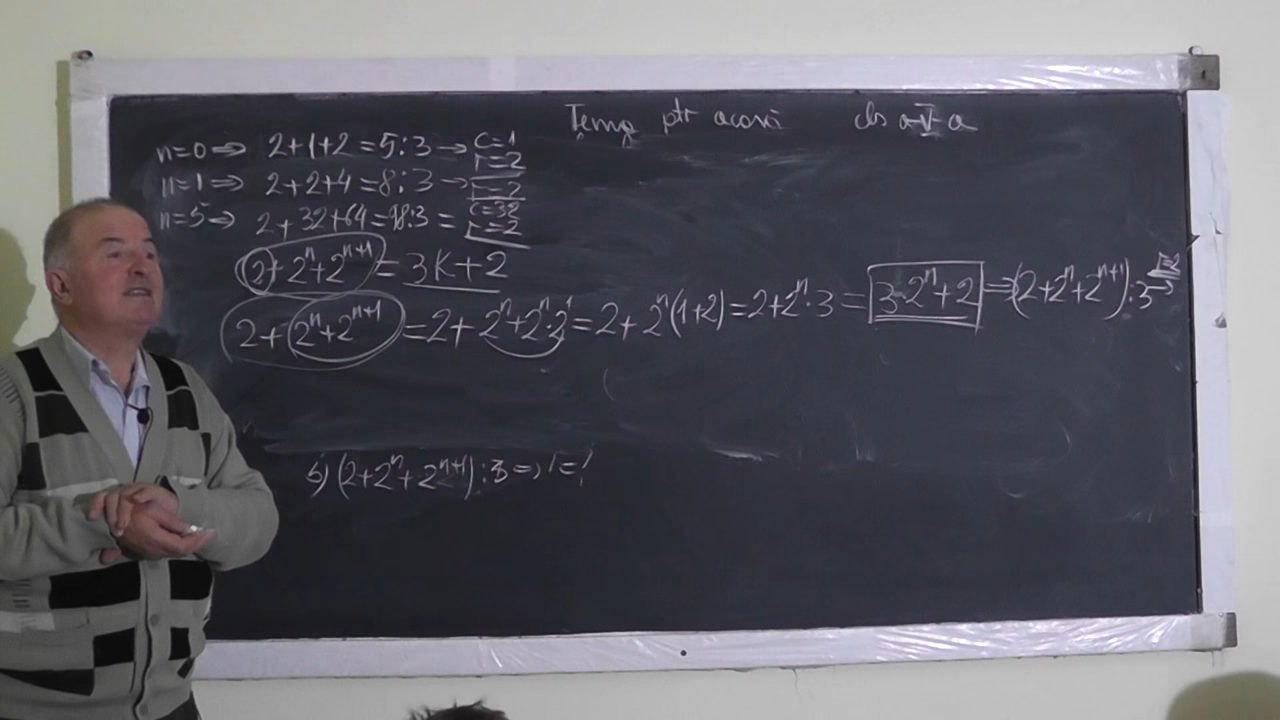 Tema ptr acasă cls a V-a
n=0 ⇒ 2+1+2=5:3 → C=1 r=2
n=1 ⇒ 2+2+4=8:3 → r=2
n=5 ⇒ 2+32+64=98:3= C=32 r=2
2+2ⁿ+2ⁿ⁺¹=3K+2
2+2ⁿ+2ⁿ⁺¹=2+2ⁿ+2ⁿ·2¹=2+2ⁿ(1+2)=2+2ⁿ·3=3·2ⁿ+2⇒(2+2ⁿ+2ⁿ⁺¹):3→ r=2
(2+2ⁿ+2ⁿ⁺¹):3⇒r=?